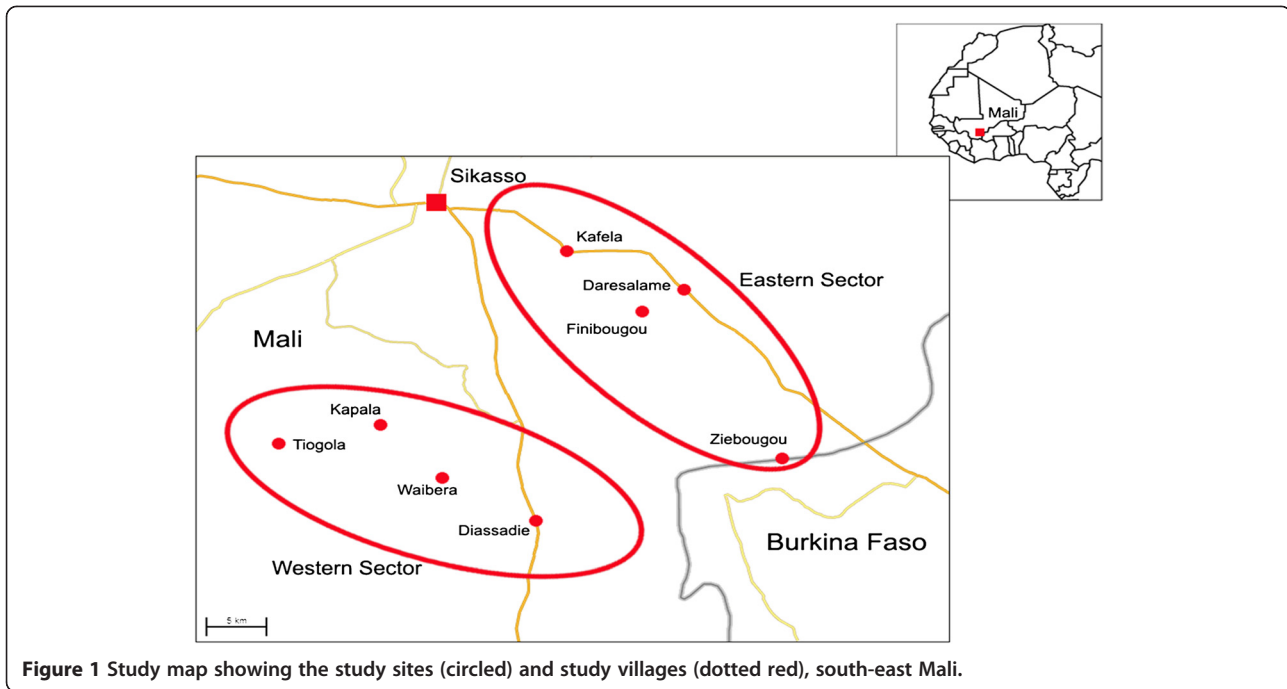 Mali
Sikasso
Kafela
Daresalame
Eastern Sector
Finibougou
Mali
Kapala
Tiogola
Ziebougou
Waibera
Diassadie
Burkina Faso
Western Sector
5 km
Figure 1 Study map showing the study sites (circled) and study villages (dotted red), south-east Mali.